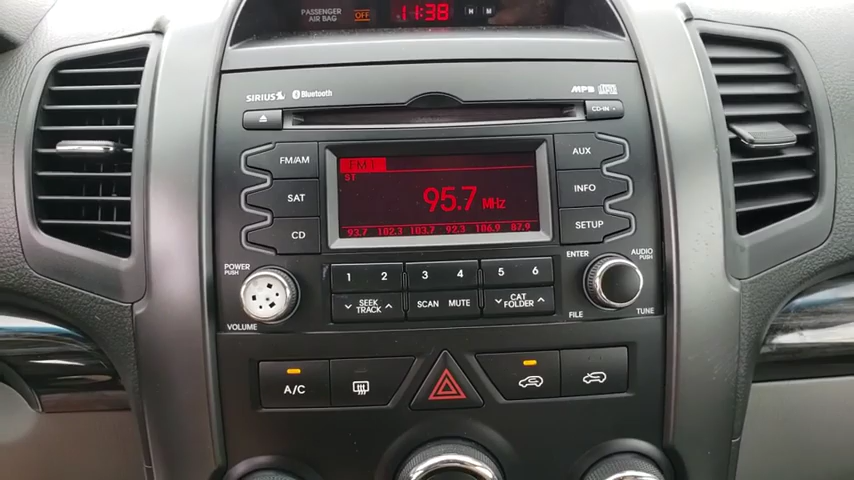 PASSENGER
AIR BAG OFF 11:38 H M
SIRIUS Bluetooth MP3
CD-IN
FM/AM AUX
FM1
ST
SAT 95.7 MHz INFO
CD SETUP
93.7 102.3 103.7 92.3 106.9 87.9
POWER
PUSH
1 2 3 4 5 6
ENTER AUDIO
PUSH
SEEK
TRACK
SCAN MUTE
CAT
FOLDER
VOLUME FILE TUNE
A/C